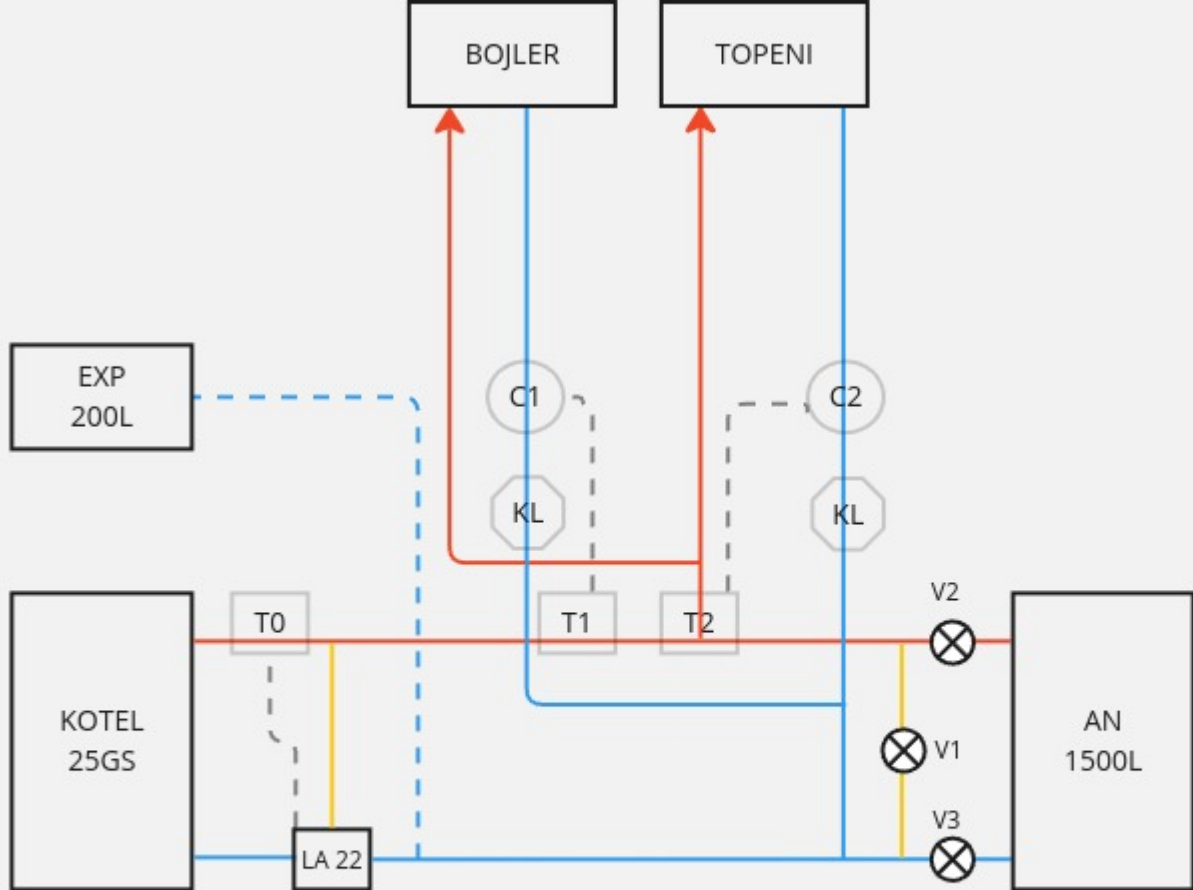 BOJLER
TOPENI
EXP
200L
C1
C2
KL
KL
T0
T1
T2
V2
KOTEL
25GS
AN
1500L
V1
V3
LA 22